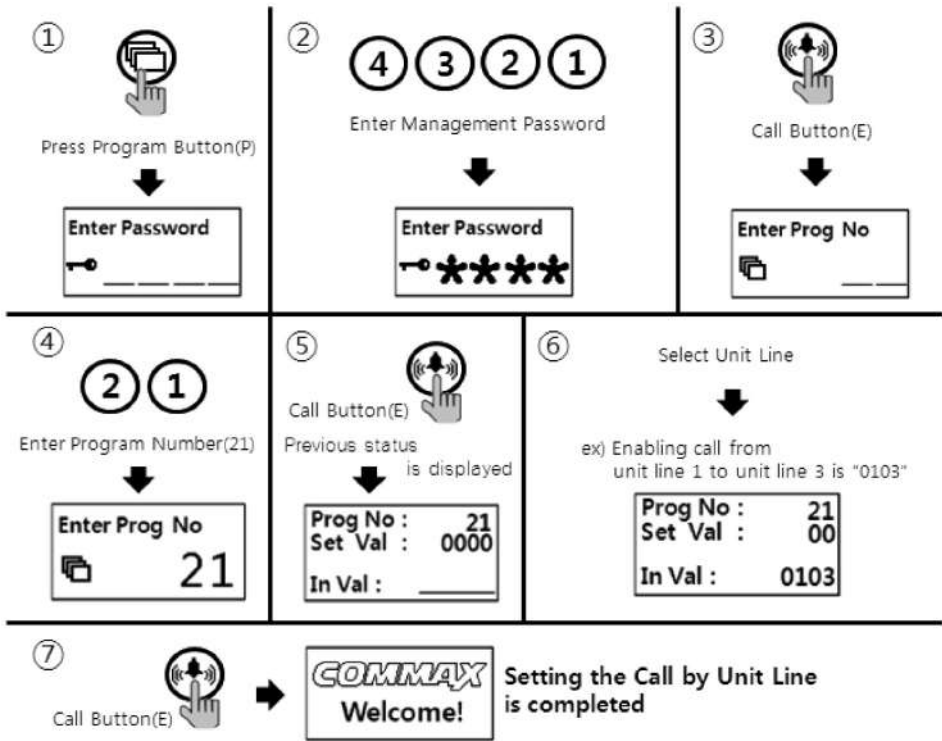 ①
Press Program Button(P)
Enter Password
②
4 3 2 1
Enter Management Password
Enter Password
****
③
Call Button(E)
Enter Prog No
④
2 1
Enter Program Number(21)
Enter Prog No
21
⑤
Call Button(E)
Previous status
is displayed
Prog No : 21
Set Val : 0000
In Val :
⑥
Select Unit Line
ex) Enabling call from
unit line 1 to unit line 3 is "0103"
Prog No : 21
Set Val : 00
In Val : 0103
⑦
Call Button(E)
COMMAX
Welcome!
Setting the Call by Unit Line
is completed